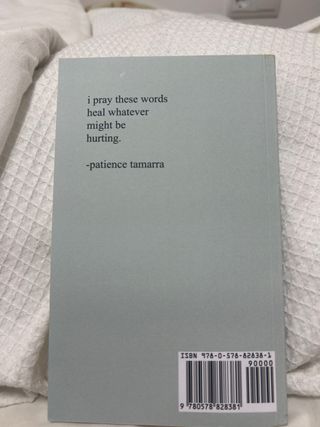 i pray these words
heal whatever
might be
hurting.
-patience tamarra
ISBN 978-0-578-82838-1
90000
9 780578 828381